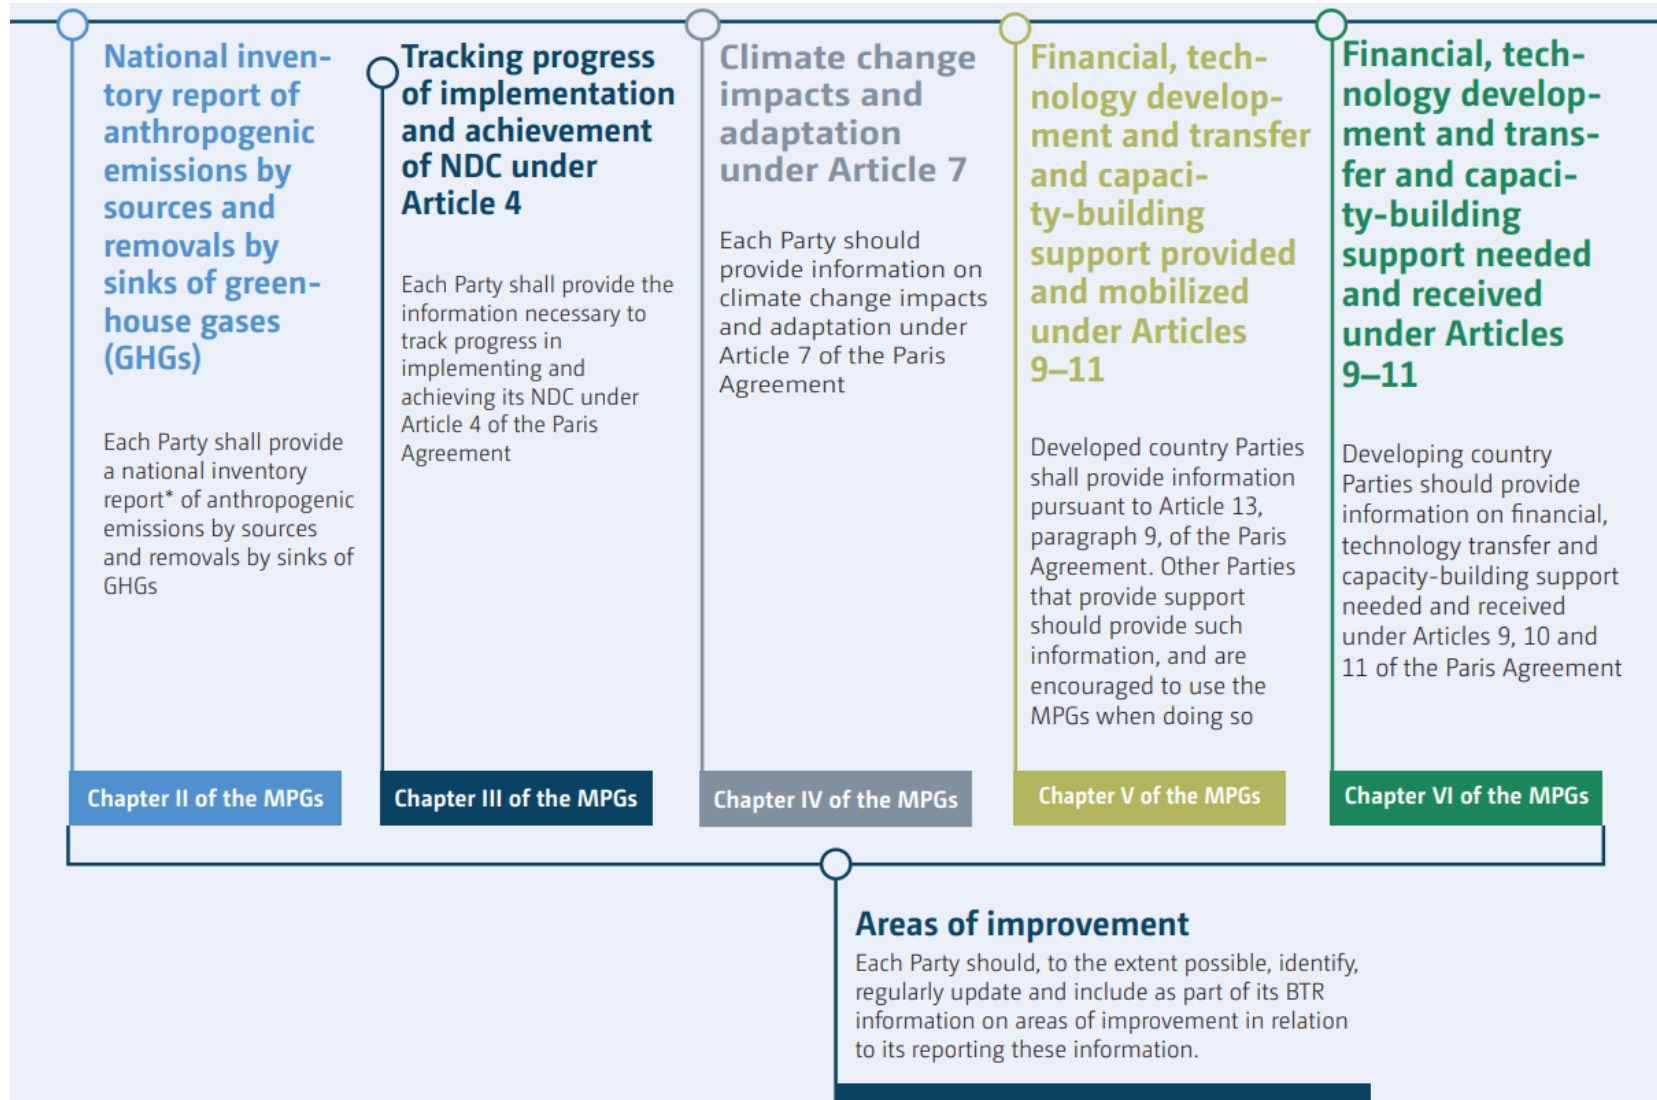 National inven-
tory report of
anthropogenic
emissions by
sources and
removals by
sinks of green-
house gases
(GHGs)
Each Party shall provide
a national inventory
report* of anthropogenic
emissions by sources
and removals by sinks of
GHGs
Chapter II of the MPGs
Tracking progress
of implementation
and achievement
of NDC under
Article 4
Each Party shall provide the
information necessary to
track progress in
implementing and
achieving its NDC under
Article 4 of the Paris
Agreement
Chapter III of the MPGs
Climate change
impacts and
adaptation
under Article 7
Each Party should
provide information on
climate change impacts
and adaptation under
Article 7 of the Paris
Agreement
Chapter IV of the MPGs
Financial, tech-
nology develop-
ment and transfer
and capaci-
ty-building
support provided
and mobilized
under Articles
9–11
Developed country Parties
shall provide information
pursuant to Article 13,
paragraph 9, of the Paris
Agreement. Other Parties
that provide support
should provide such
information, and are
encouraged to use the
MPGs when doing so
Chapter V of the MPGs
Financial, tech-
nology develop-
ment and trans-
fer and capaci-
ty-building
support needed
and received
under Articles
9–11
Developing country
Parties should provide
information on financial,
technology transfer and
capacity-building support
needed and received
under Articles 9, 10 and
11 of the Paris Agreement
Chapter VI of the MPGs
Areas of improvement
Each Party should, to the extent possible, identify,
regularly update and include as part of its BTR
information on areas of improvement in relation
to its reporting these information.